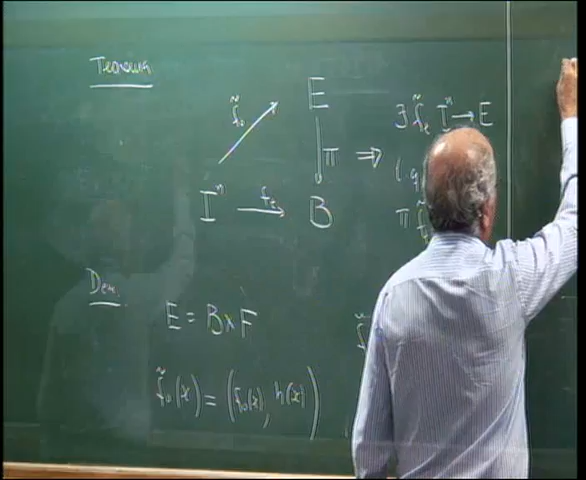 Teorema
E
f̃₀
∃ f̃ₜ Iⁿ → E
π ⇒
Iⁿ fₜ → B
π f̃ₜ
Dem.
E = B × F
f̃₀(x) = (f₀(x), h(x))